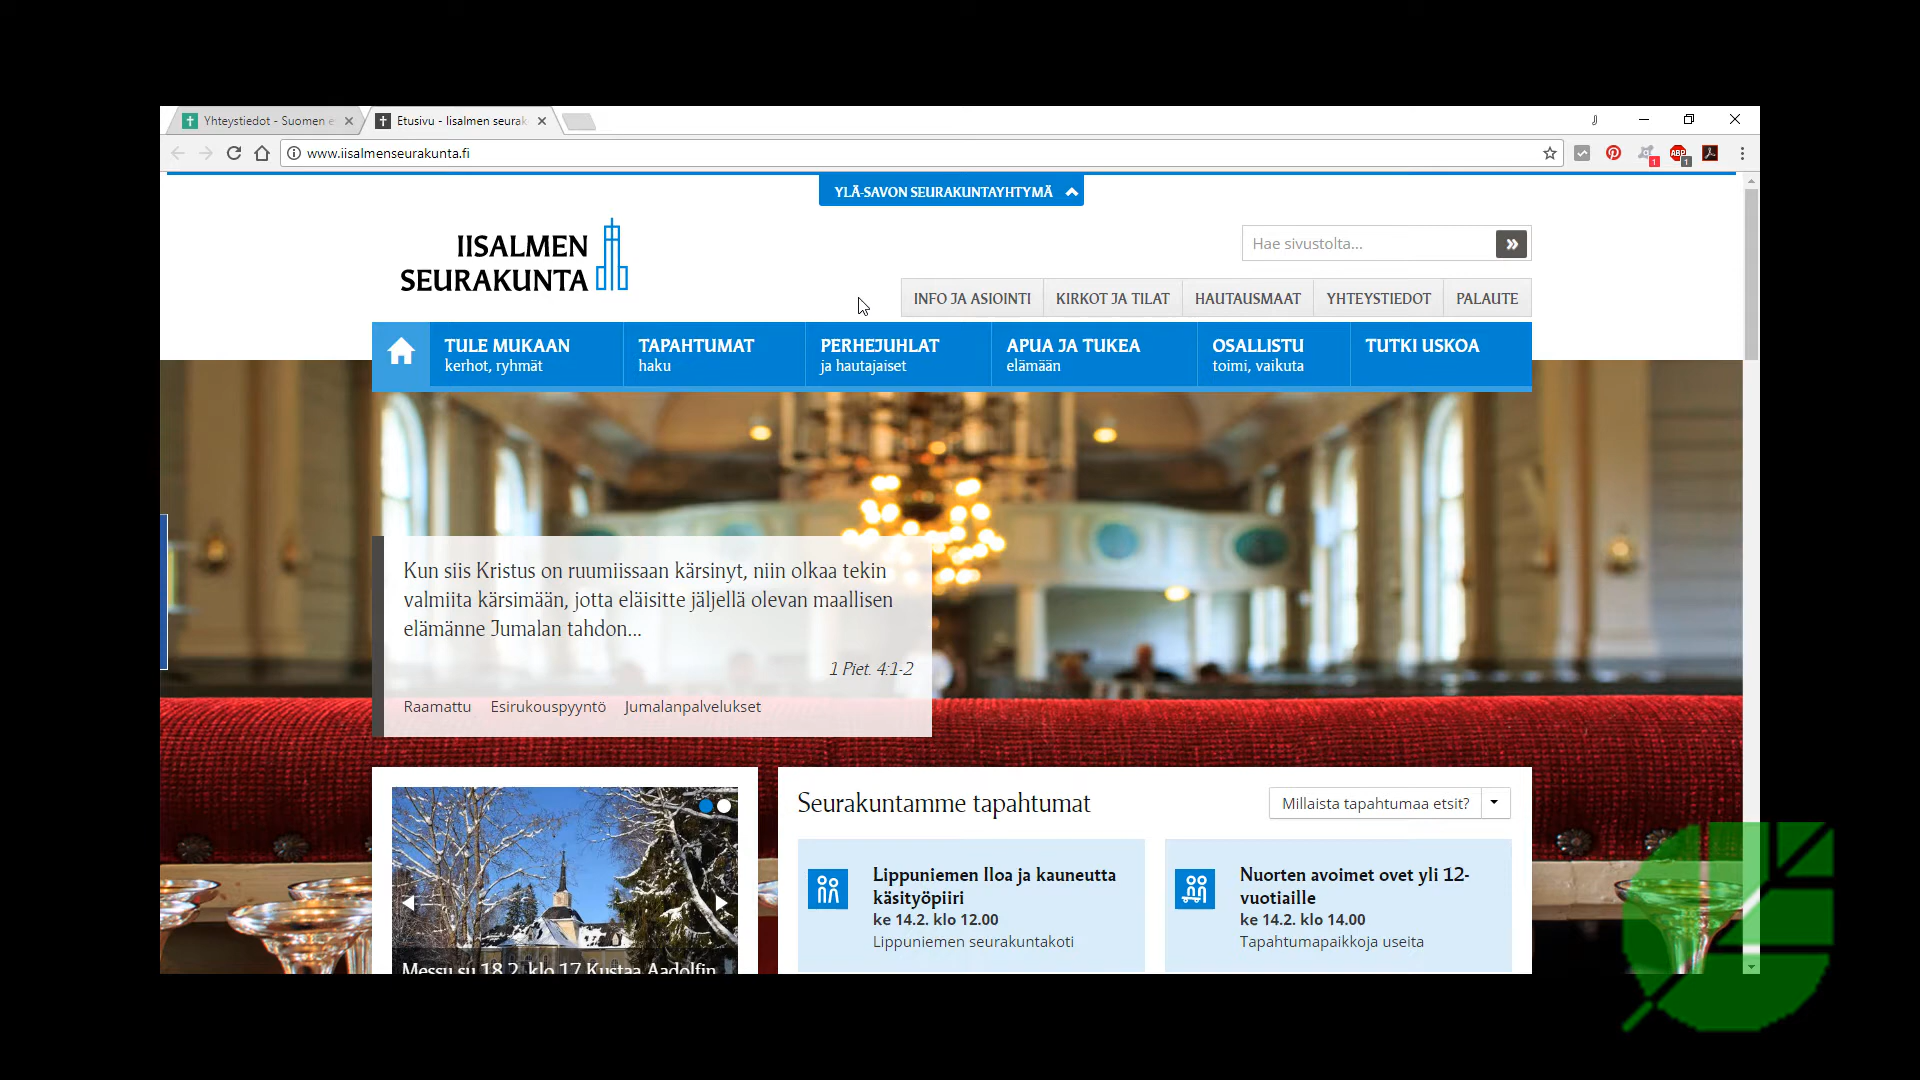 Yhteystiedot - Suomen e
Etusivu - Iisalmen seurak
www.iisalmenseurakunta.fi
YLÄ-SAVON SEURAKUNTAYHTYMÄ
IISALMEN
SEURAKUNTA
Hae sivustolta...
INFO JA ASIOINTI KIRKOT JA TILAT HAUTAUSMAAT YHTEYSTIEDOT PALAUTE
TULE MUKAAN TAPAHTUMAT PERHEJUHLAT APUA JA TUKEA OSALLISTU TUTKI USKOA
kerhot, ryhmät haku ja hautajaiset elämään toimi, vaikuta
Kun siis Kristus on ruumiissaan kärsinyt, niin olkaa tekin
valmiita kärsimään, jotta eläisitte jäljellä olevan maallisen
elämänne Jumalan tahdon...
1 Piet. 4:1-2
Raamattu Esirukouspyyntö Jumalanpalvelukset
Seurakuntamme tapahtumat
Millaista tapahtumaa etsit?
Lippuniemen Iloa ja kauneutta
käsityöpiiri
ke 14.2. klo 12.00
Lippuniemen seurakuntakoti
Nuorten avoimet ovet yli 12-
vuotiaille
ke 14.2. klo 14.00
Tapahtumapaikkoja useita
Messu su 18.2. klo 17 Kustaa Aadolfin